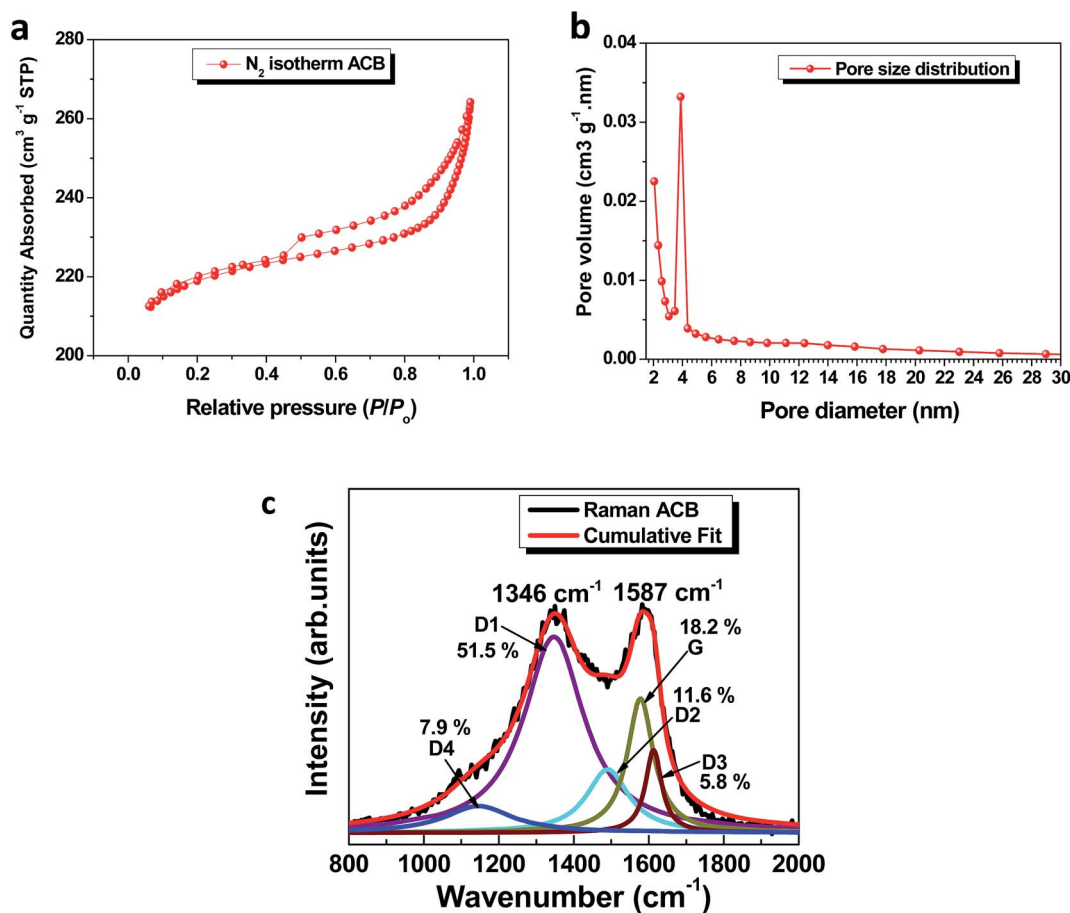 a
280
260
240
220
200
Quantity Absorbed (cm³ g⁻¹ STP)
N₂ isotherm ACB
0.0 0.2 0.4 0.6 0.8 1.0
Relative pressure (P/Pₒ)
b
0.04
0.03
0.02
0.01
0.00
Pore volume (cm3 g⁻¹.nm)
Pore size distribution
2 4 6 8 10 12 14 16 18 20 22 24 26 28 30
Pore diameter (nm)
c
Intensity (arb.units)
Raman ACB
Cumulative Fit
1346 cm⁻¹ 1587 cm⁻¹
D1
51.5 %
18.2 %
G
11.6 %
D2
7.9 %
D4
D3
5.8 %
800 1000 1200 1400 1600 1800 2000
Wavenumber (cm⁻¹)